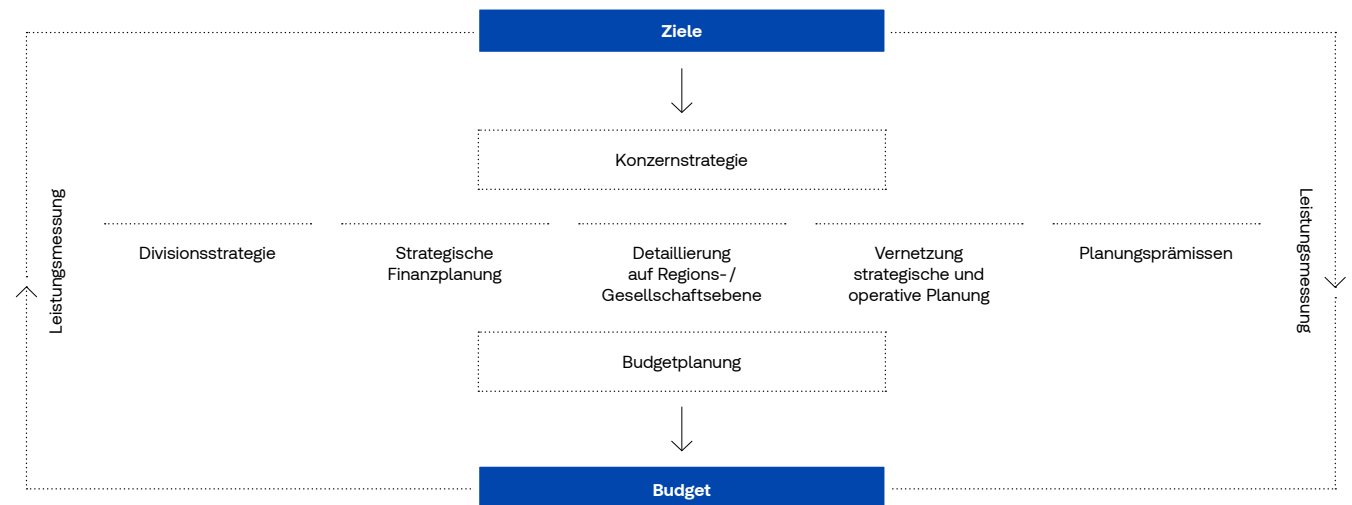 Ziele
Konzernstrategie
Leistungsmessung
Leistungsmessung
Divisionsstrategie
Strategische
Finanzplanung
Detaillierung
auf Regions-/
Gesellschaftsebene
Vernetzung
strategische und
operative Planung
Planungsprämissen
Budgetplanung
Budget